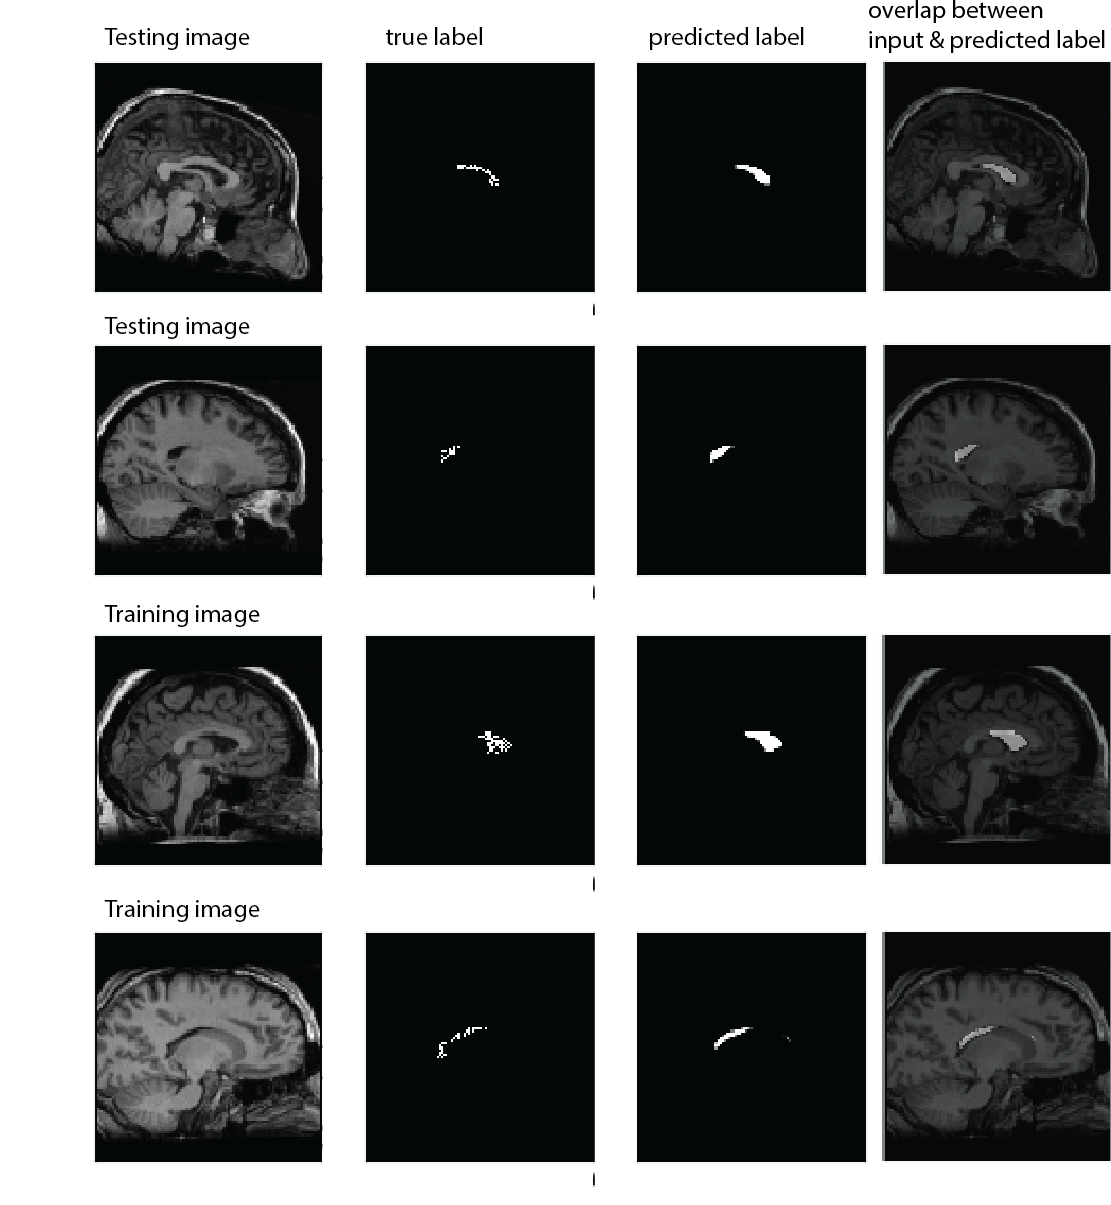 Testing image
true label
predicted label
overlap between
input & predicted label
Testing image
Training image
Training image